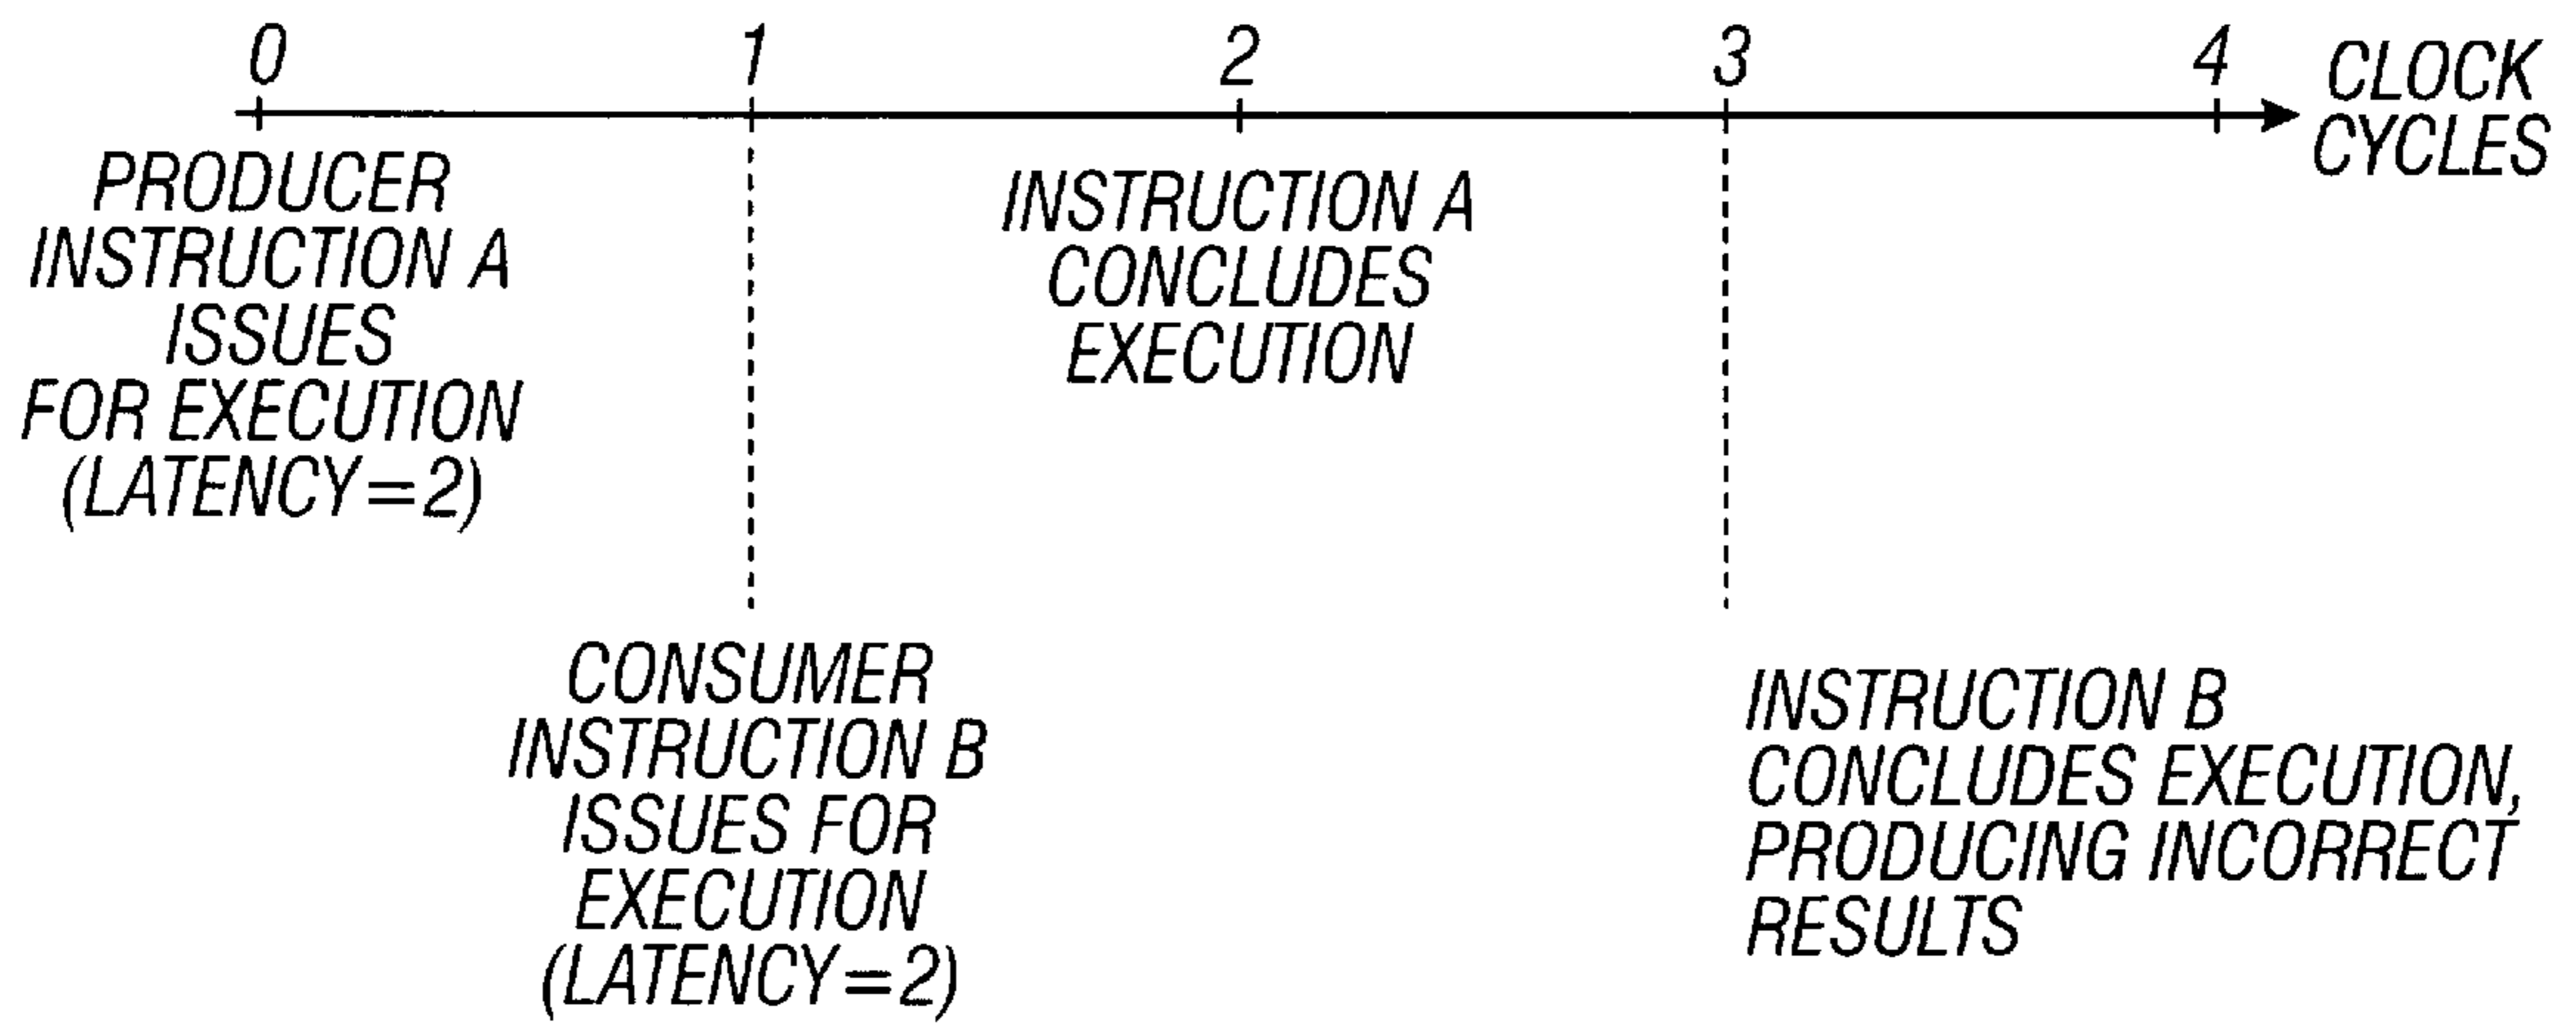 0 1 2 3 4
CLOCK
CYCLES
PRODUCER
INSTRUCTION A
ISSUES
FOR EXECUTION
(LATENCY=2)
INSTRUCTION A
CONCLUDES
EXECUTION
CONSUMER
INSTRUCTION B
ISSUES FOR
EXECUTION
(LATENCY=2)
INSTRUCTION B
CONCLUDES EXECUTION,
PRODUCING INCORRECT
RESULTS